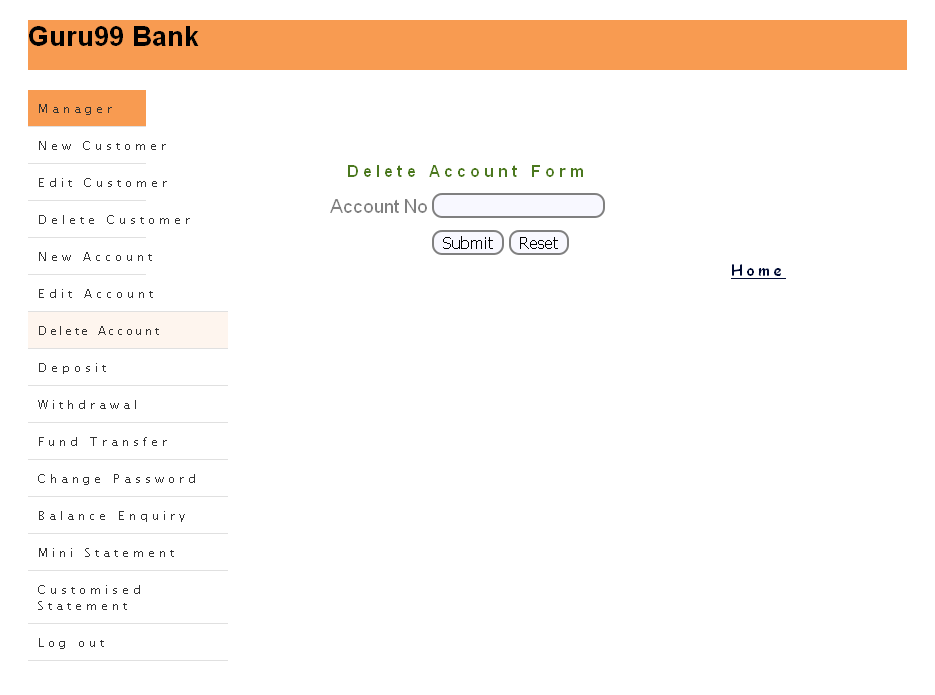 Guru99 Bank
Manager
New Customer
Edit Customer
Delete Customer
New Account
Edit Account
Delete Account
Deposit
Withdrawal
Fund Transfer
Change Password
Balance Enquiry
Mini Statement
Customised
Statement
Log out
Delete Account Form
Account No
Submit Reset
Home